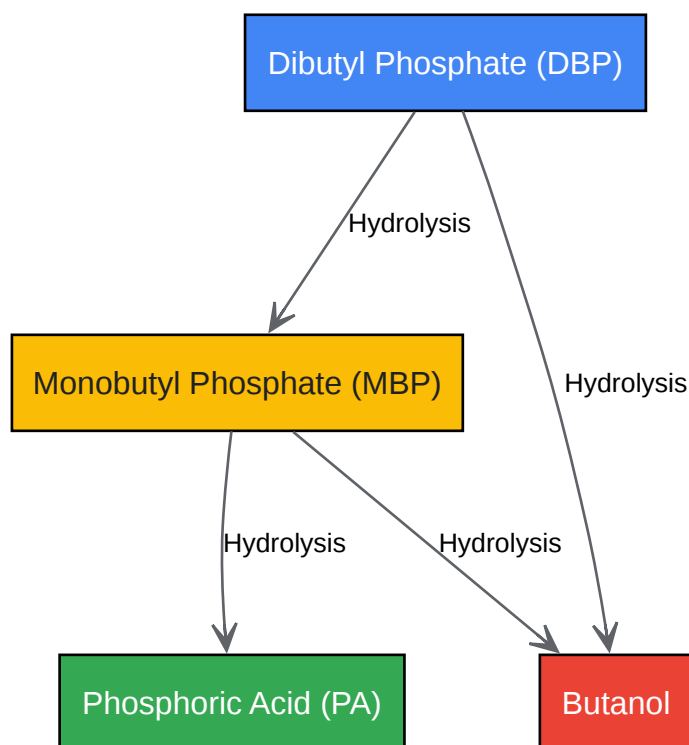 Dibutyl Phosphate (DBP)
Hydrolysis
Monobutyl Phosphate (MBP)
Hydrolysis
Hydrolysis
Hydrolysis
Phosphoric Acid (PA)
Butanol